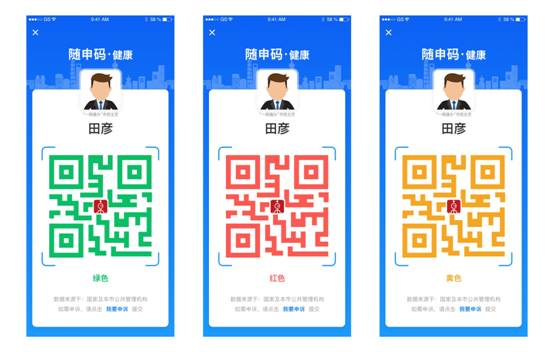 GS 9:41 AM 58 %
随申码·健康
田彦
绿色
数据来源于：国家及本市公共管理机构
如需申诉，请点击 我要申诉 提交
GS 9:41 AM 58 %
随申码·健康
田彦
红色
数据来源于：国家及本市公共管理机构
如需申诉，请点击 我要申诉 提交
GS 9:41 AM 58 %
随申码·健康
田彦
黄色
数据来源于：国家及本市公共管理机构
如需申诉，请点击 我要申诉 提交